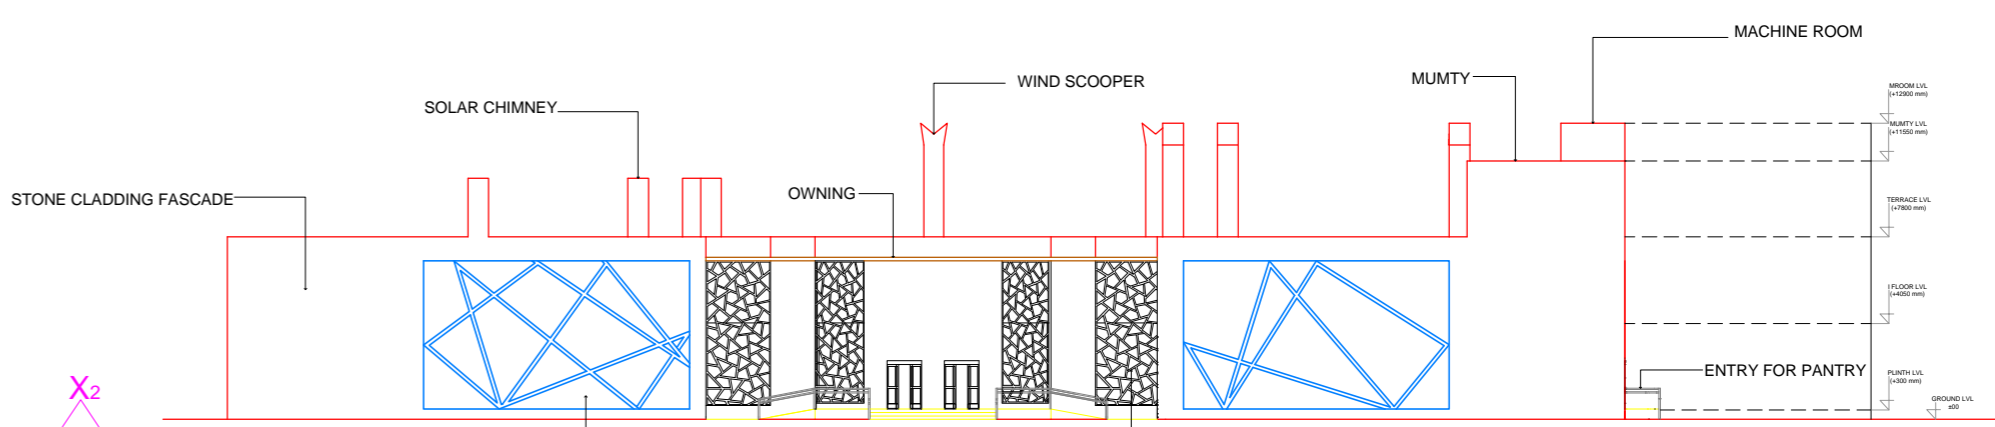 MACHINE ROOM
WIND SCOOPER
MUMTY
SOLAR CHIMNEY
MROOM LVL
(+12900 mm)
MUMTY LVL
(+11550 mm)
STONE CLADDING FASCADE
OWNING
TERRACE LVL
(+7800 mm)
I FLOOR LVL
(+4050 mm)
ENTRY FOR PANTRY
PLINTH LVL
(+300 mm)
X2
GROUND LVL
±00